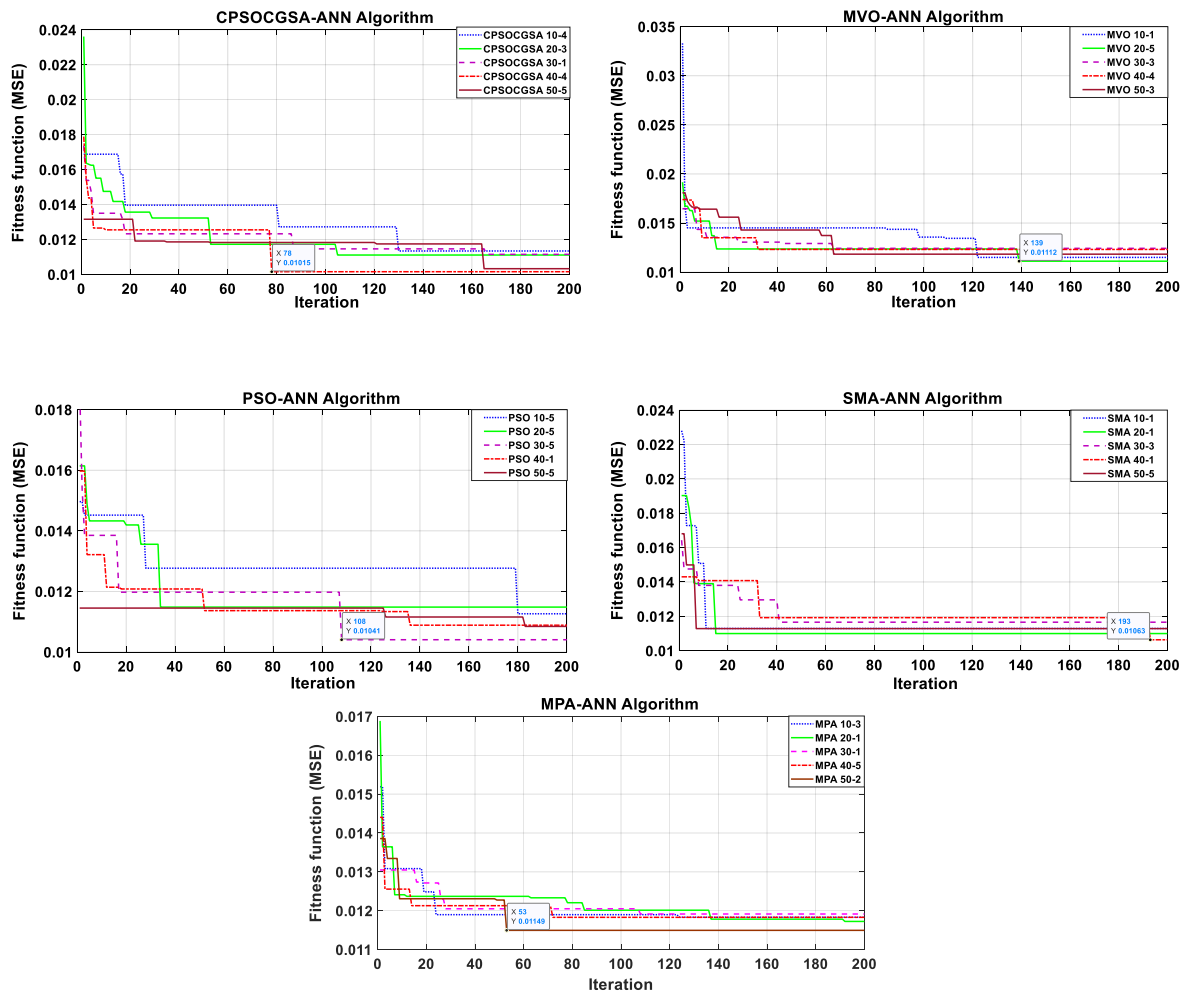 CPSOCGSA-ANN Algorithm
Fitness function (MSE)
0.024
0.022
0.02
0.018
0.016
0.014
0.012
0.01
CPSOCGSA 10-4
CPSOCGSA 20-3
CPSOCGSA 30-1
CPSOCGSA 40-4
CPSOCGSA 50-5
X 78
Y 0.01015
0 20 40 60 80 100 120 140 160 180 200
Iteration
MVO-ANN Algorithm
Fitness function (MSE)
0.035
0.03
0.025
0.02
0.015
0.01
MVO 10-1
MVO 20-5
MVO 30-3
MVO 40-4
MVO 50-3
X 139
Y 0.01112
0 20 40 60 80 100 120 140 160 180 200
Iteration
PSO-ANN Algorithm
Fitness function (MSE)
0.018
0.016
0.014
0.012
0.01
PSO 10-5
PSO 20-5
PSO 30-5
PSO 40-1
PSO 50-5
X 108
Y 0.01041
0 20 40 60 80 100 120 140 160 180 200
Iteration
SMA-ANN Algorithm
Fitness function (MSE)
0.024
0.022
0.02
0.018
0.016
0.014
0.012
0.01
SMA 10-1
SMA 20-1
SMA 30-3
SMA 40-1
SMA 50-5
X 193
Y 0.01063
0 20 40 60 80 100 120 140 160 180 200
Iteration
MPA-ANN Algorithm
Fitness function (MSE)
0.017
0.016
0.015
0.014
0.013
0.012
0.011
MPA 10-3
MPA 20-1
MPA 30-1
MPA 40-5
MPA 50-2
X 53
Y 0.01149
0 20 40 60 80 100 120 140 160 180 200
Iteration